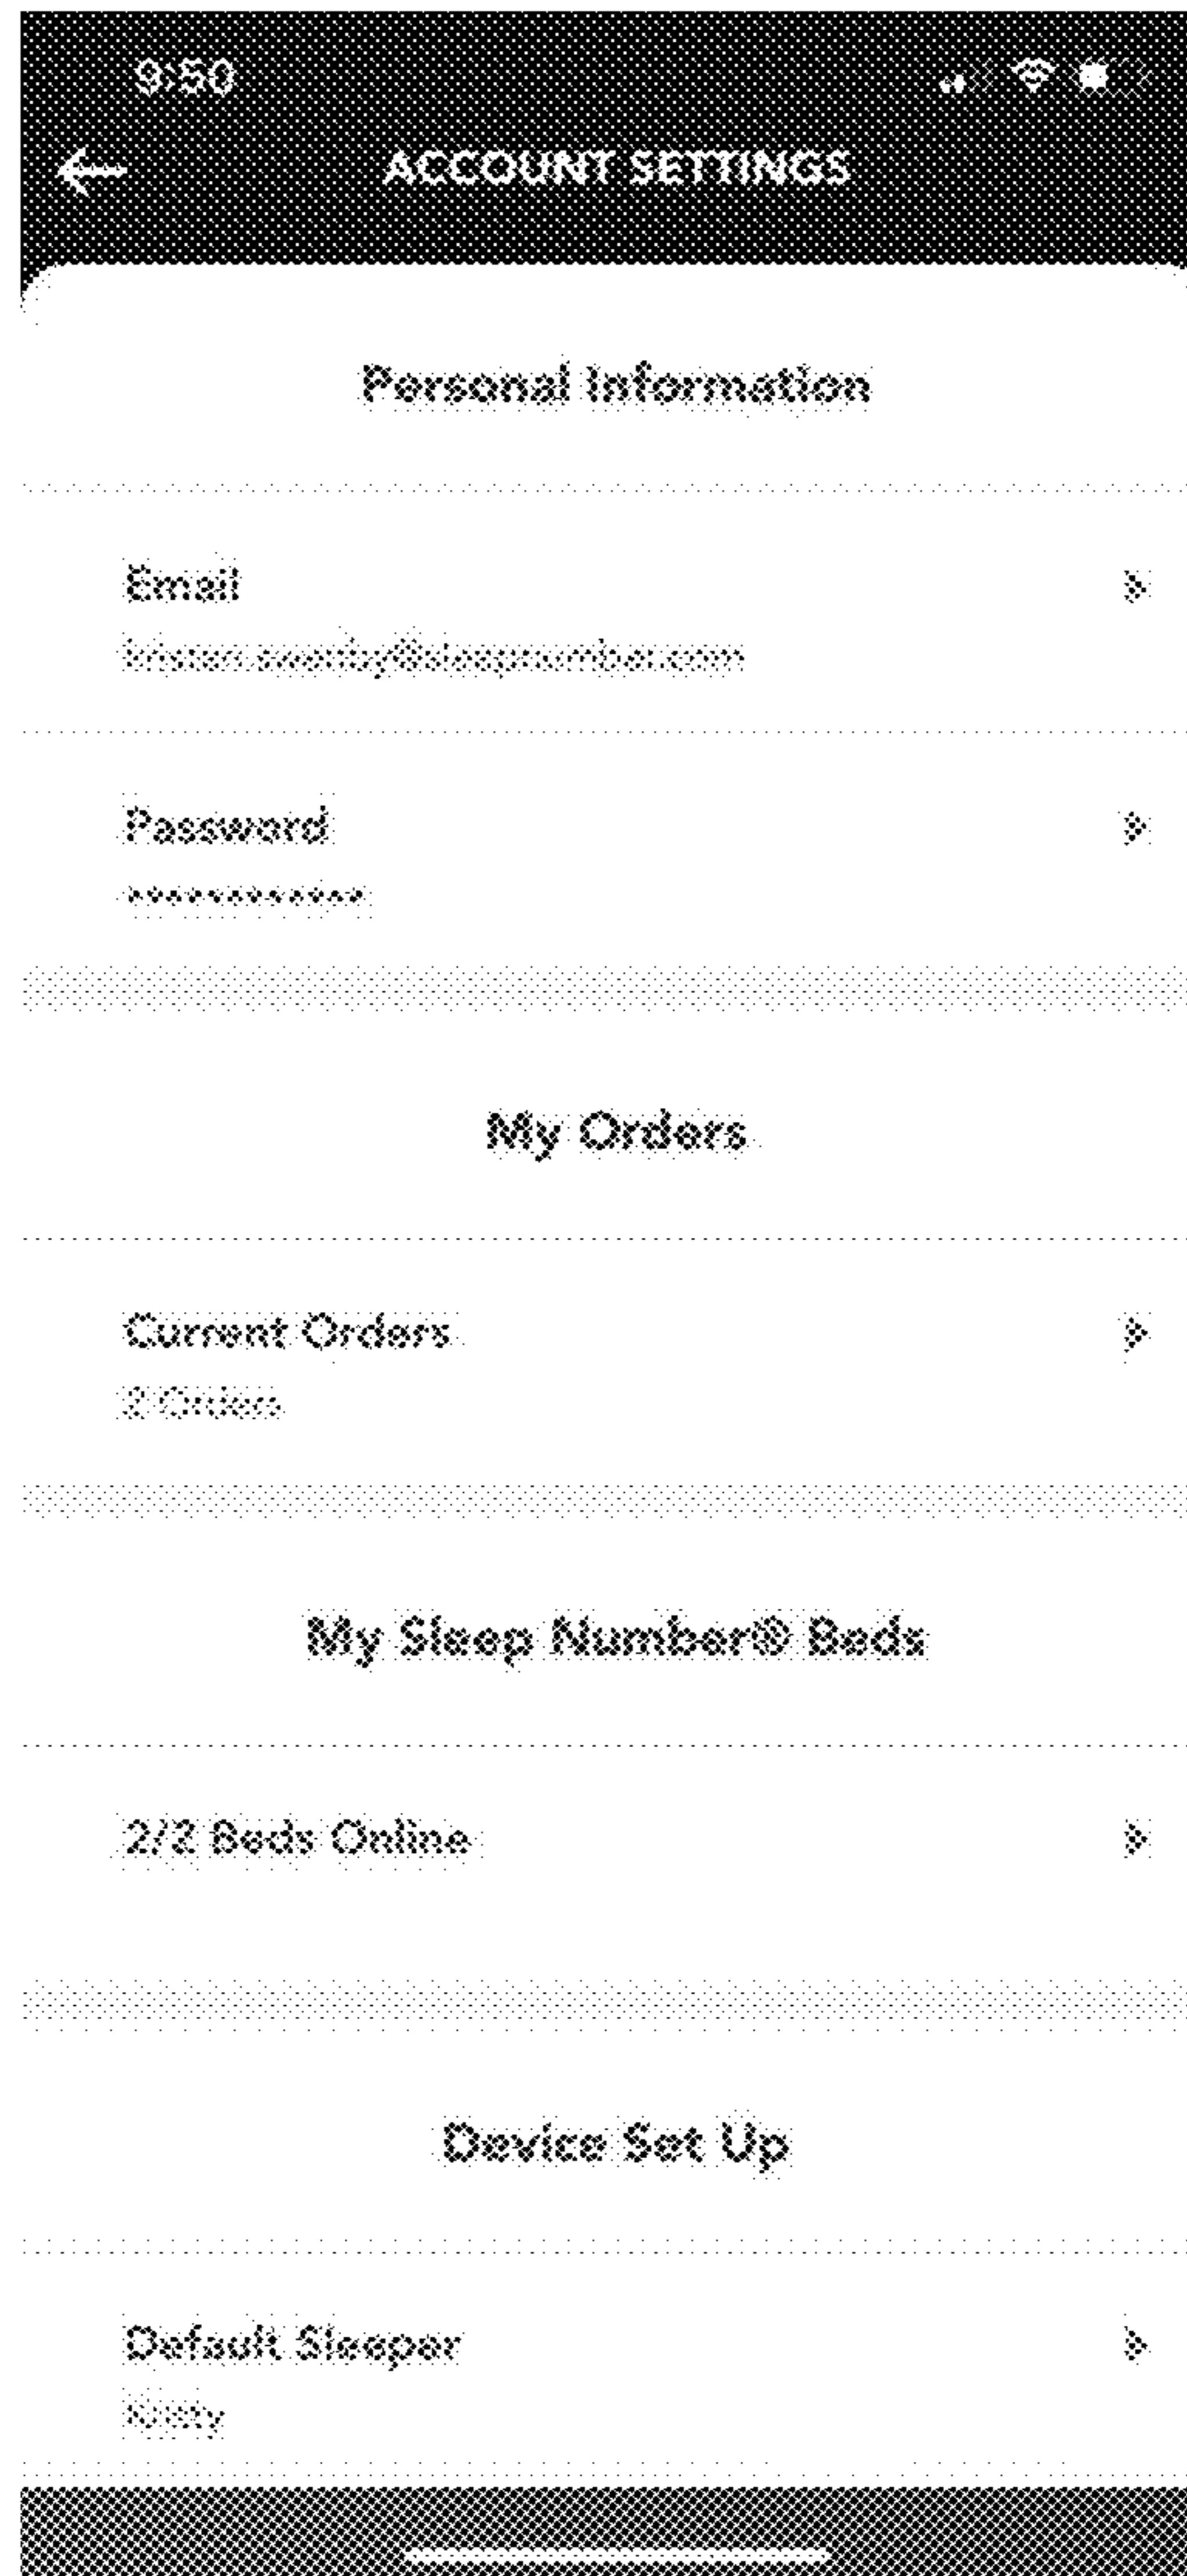 9:50
ACCOUNT SETTINGS
Personal Information
Email
Password
••••••••••••
My Orders
Current Orders
2 Orders
My Sleep Number® Beds
2/2 Beds Online
Device Set Up
Default Sleeper